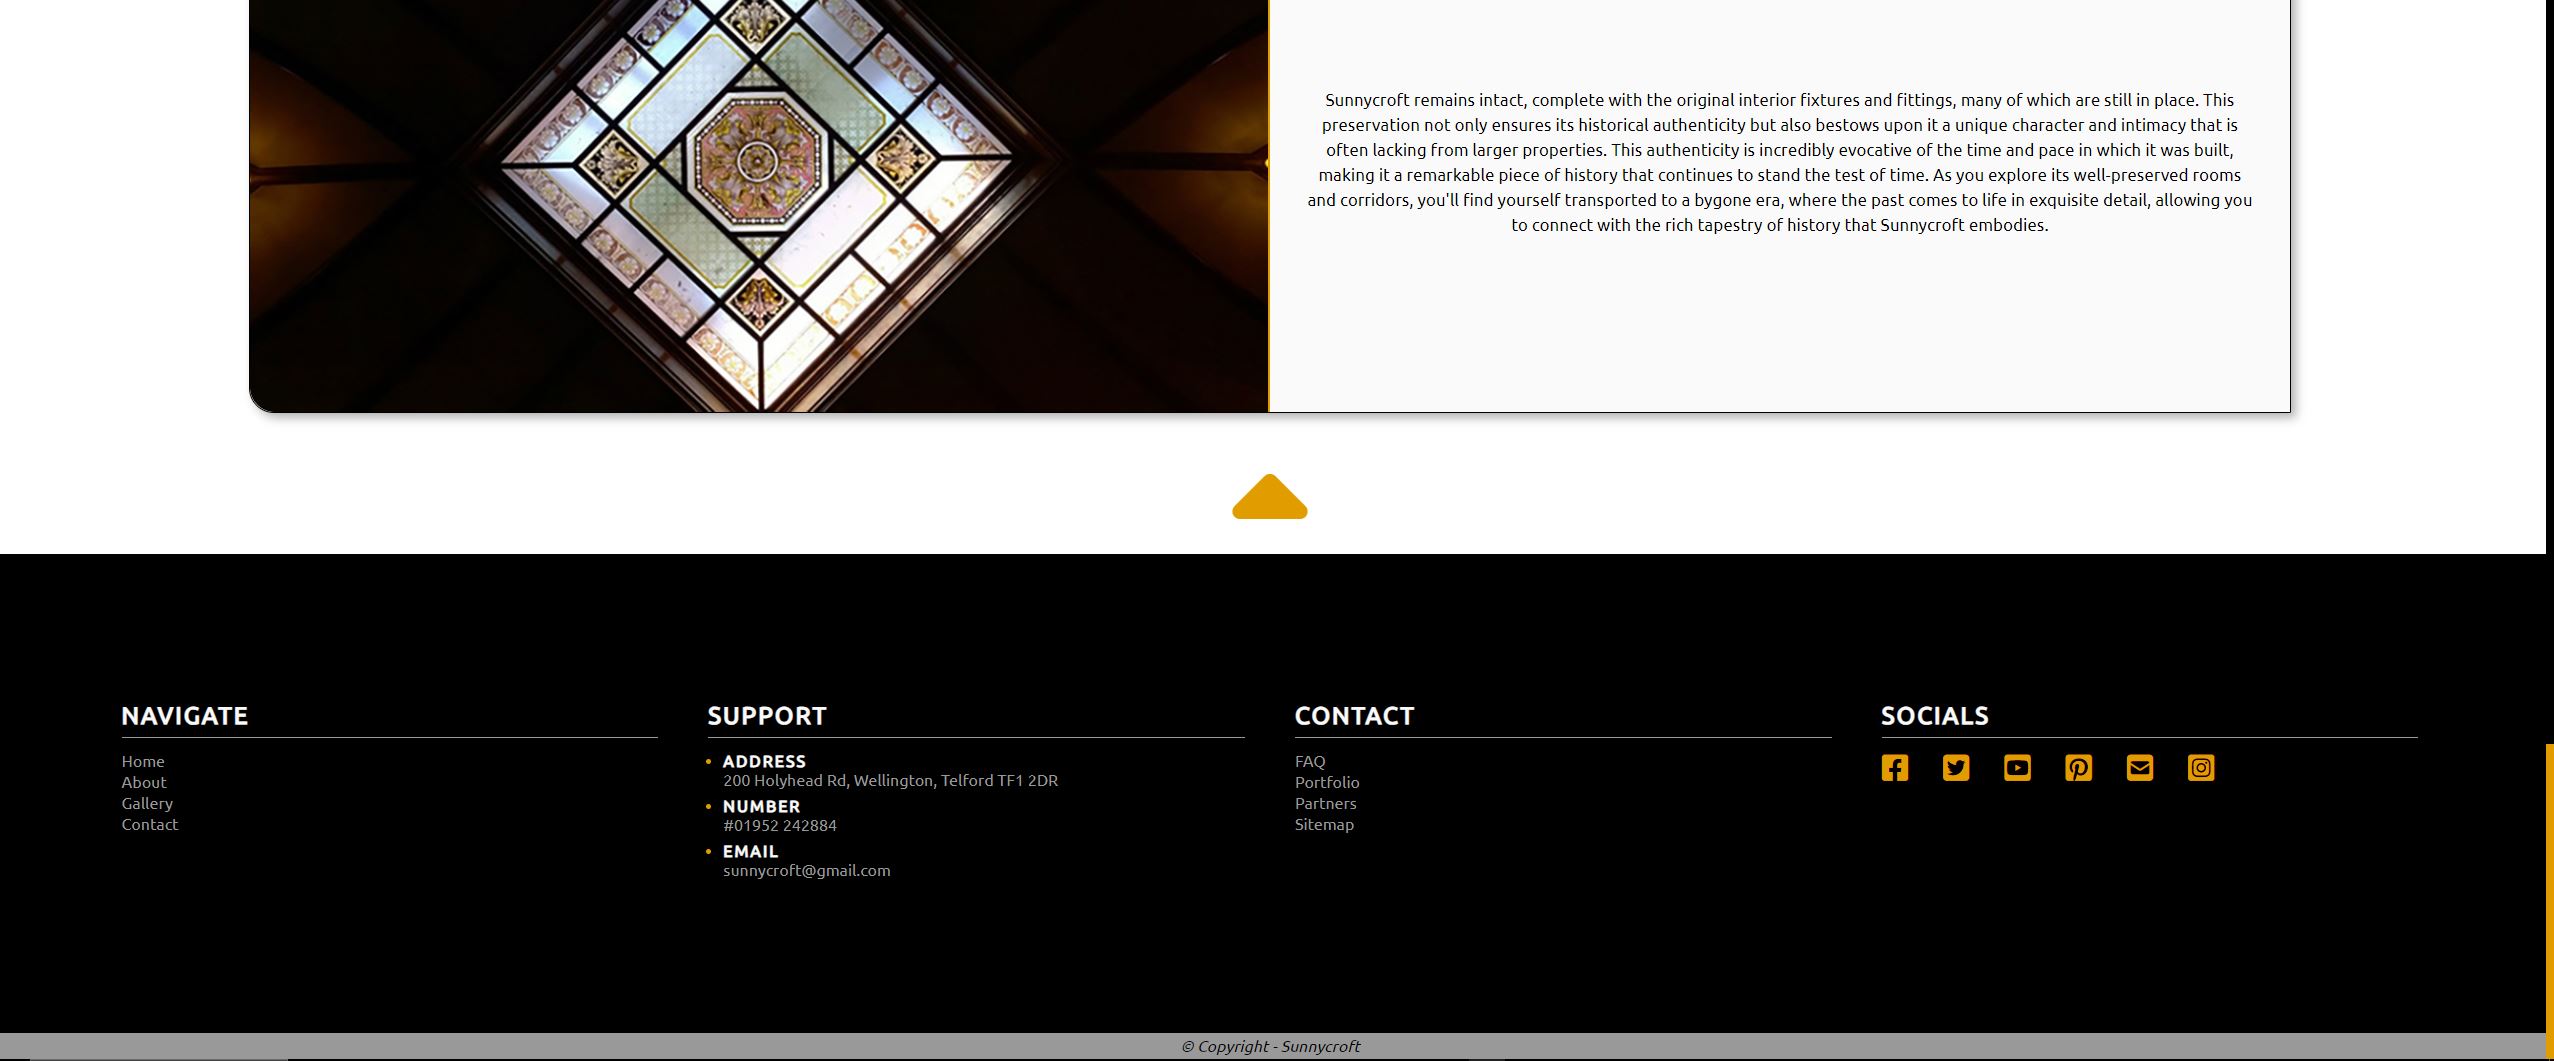 Sunnycroft remains intact, complete with the original interior fixtures and fittings, many of which are still in place. This
preservation not only ensures its historical authenticity but also bestows upon it a unique character and intimacy that is
often lacking from larger properties. This authenticity is incredibly evocative of the time and pace in which it was built,
making it a remarkable piece of history that continues to stand the test of time. As you explore its well-preserved rooms
and corridors, you'll find yourself transported to a bygone era, where the past comes to life in exquisite detail, allowing you
to connect with the rich tapestry of history that Sunnycroft embodies.
NAVIGATE
Home
About
Gallery
Contact
SUPPORT
• ADDRESS
200 Holyhead Rd, Wellington, Telford TF1 2DR
• NUMBER
#01952 242884
• EMAIL
sunnycroft@gmail.com
CONTACT
FAQ
Portfolio
Partners
Sitemap
SOCIALS
© Copyright - Sunnycroft